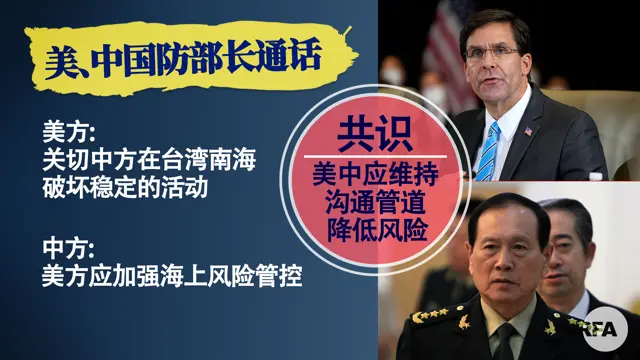 美、中国防部长通话
美方:
关切中方在台湾南海
破坏稳定的活动
中方:
美方应加强海上风险管控
共识
美中应维持
沟通管道
降低风险
RFA